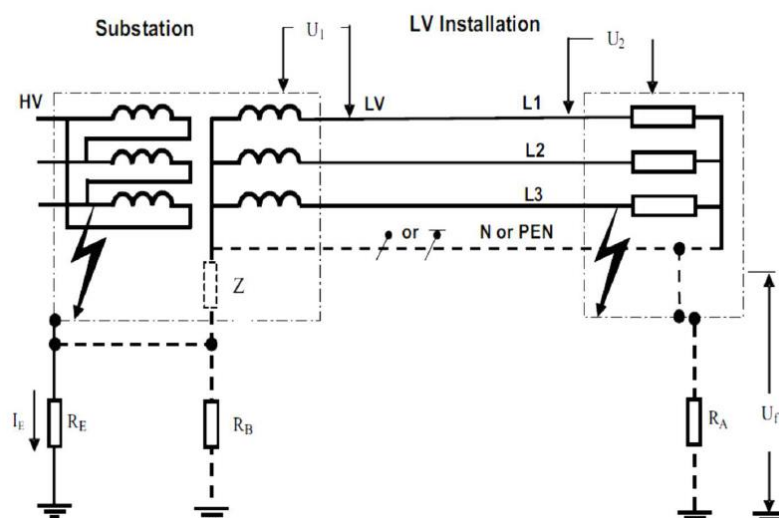 Substation
U1
LV Installation
U2
HV
LV
L1
L2
L3
or
N or PEN
Z
IE
RE
RB
RA
Uf